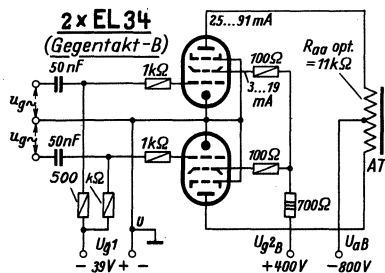 2×EL34
(Gegentakt-B)
25...91mA
Raa opt.
=11kΩ
50nF
1kΩ
100Ω
3...19
mA
ug~
ug~
AT
50nF
1kΩ
100Ω
500 kΩ
700Ω
U
Ug1
Ug2B
UaB
- 39V + -
+400V
-800V